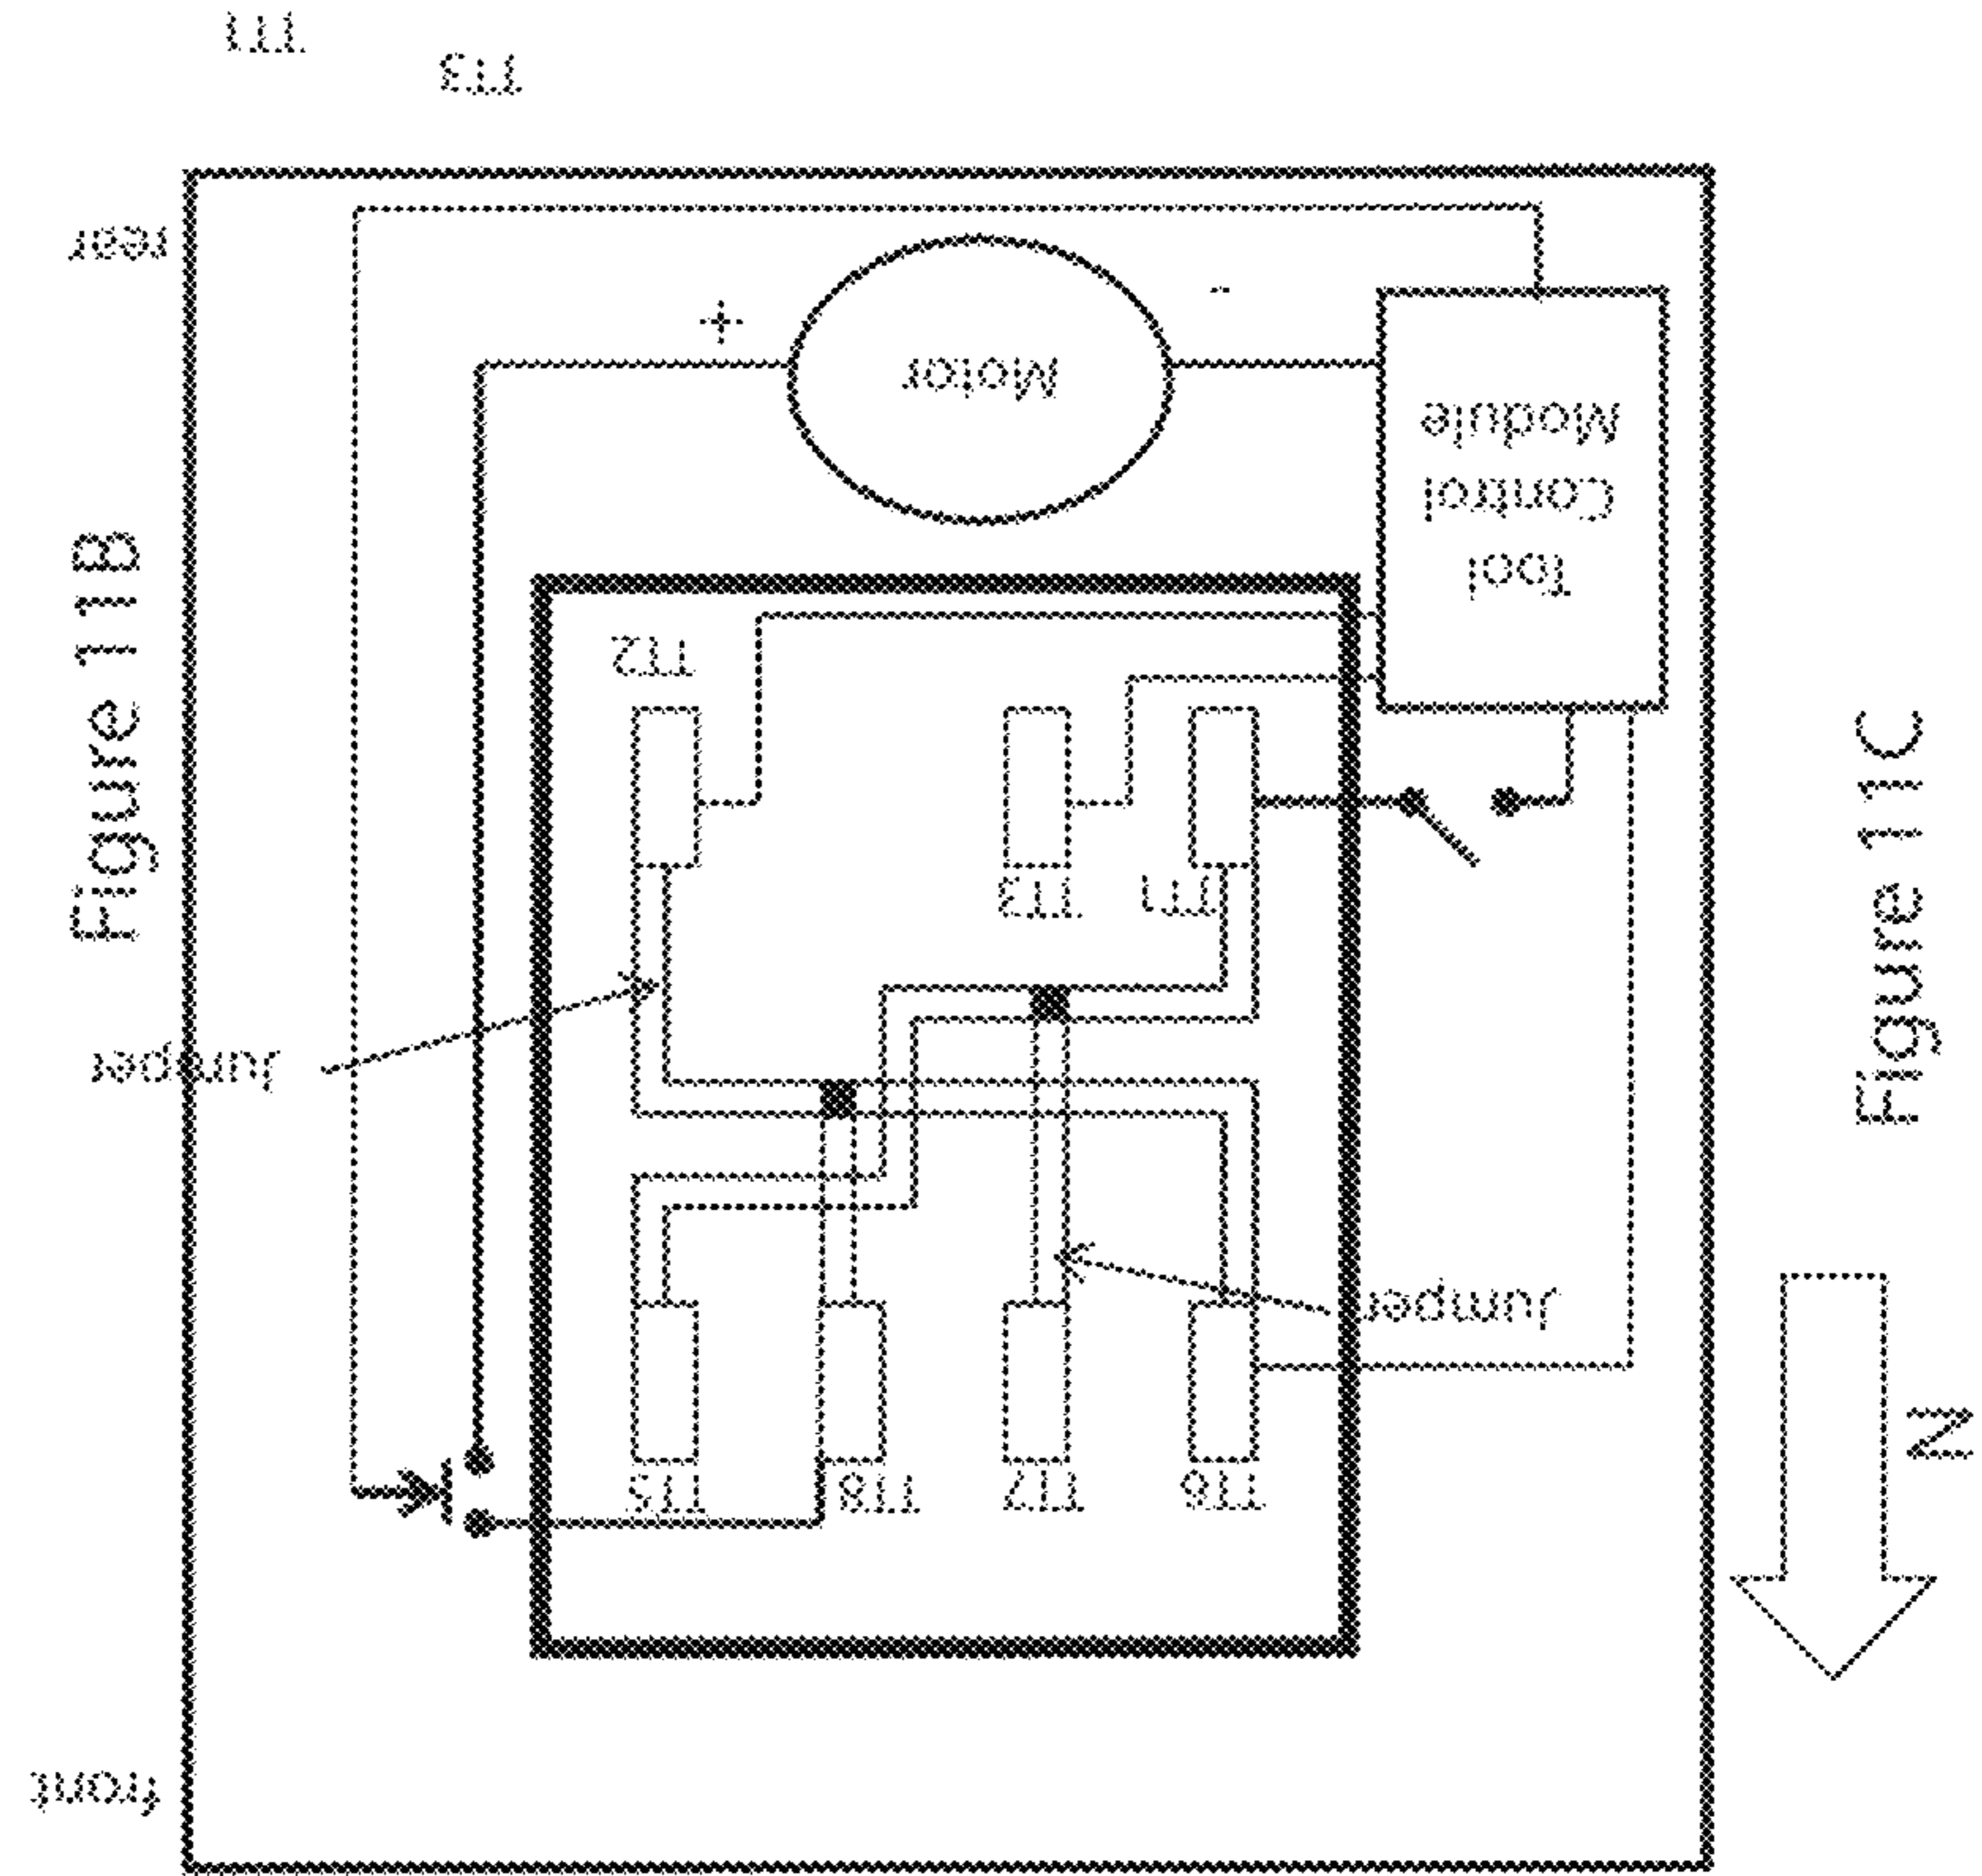 front
N
TT6 TT7 TT8 TT5
Jumper
Jumper
TT1 TT3
TT2
Tool
Control
Module
Motor
- +
rear
TT3
TT1
Figure 11C
Figure 11B